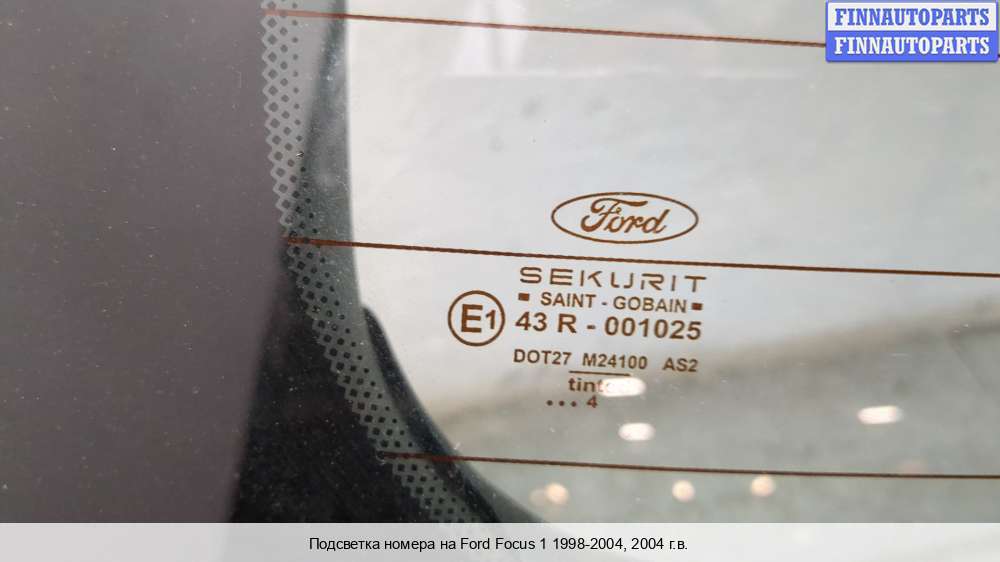 FINNAUTOPARTS
FINNAUTOPARTS
Ford
SEKURIT
SAINT - GOBAIN
E1
43 R - 001025
DOT27 M24100 AS2
... 4
Подсветка номера на Ford Focus 1 1998-2004, 2004 г.в.